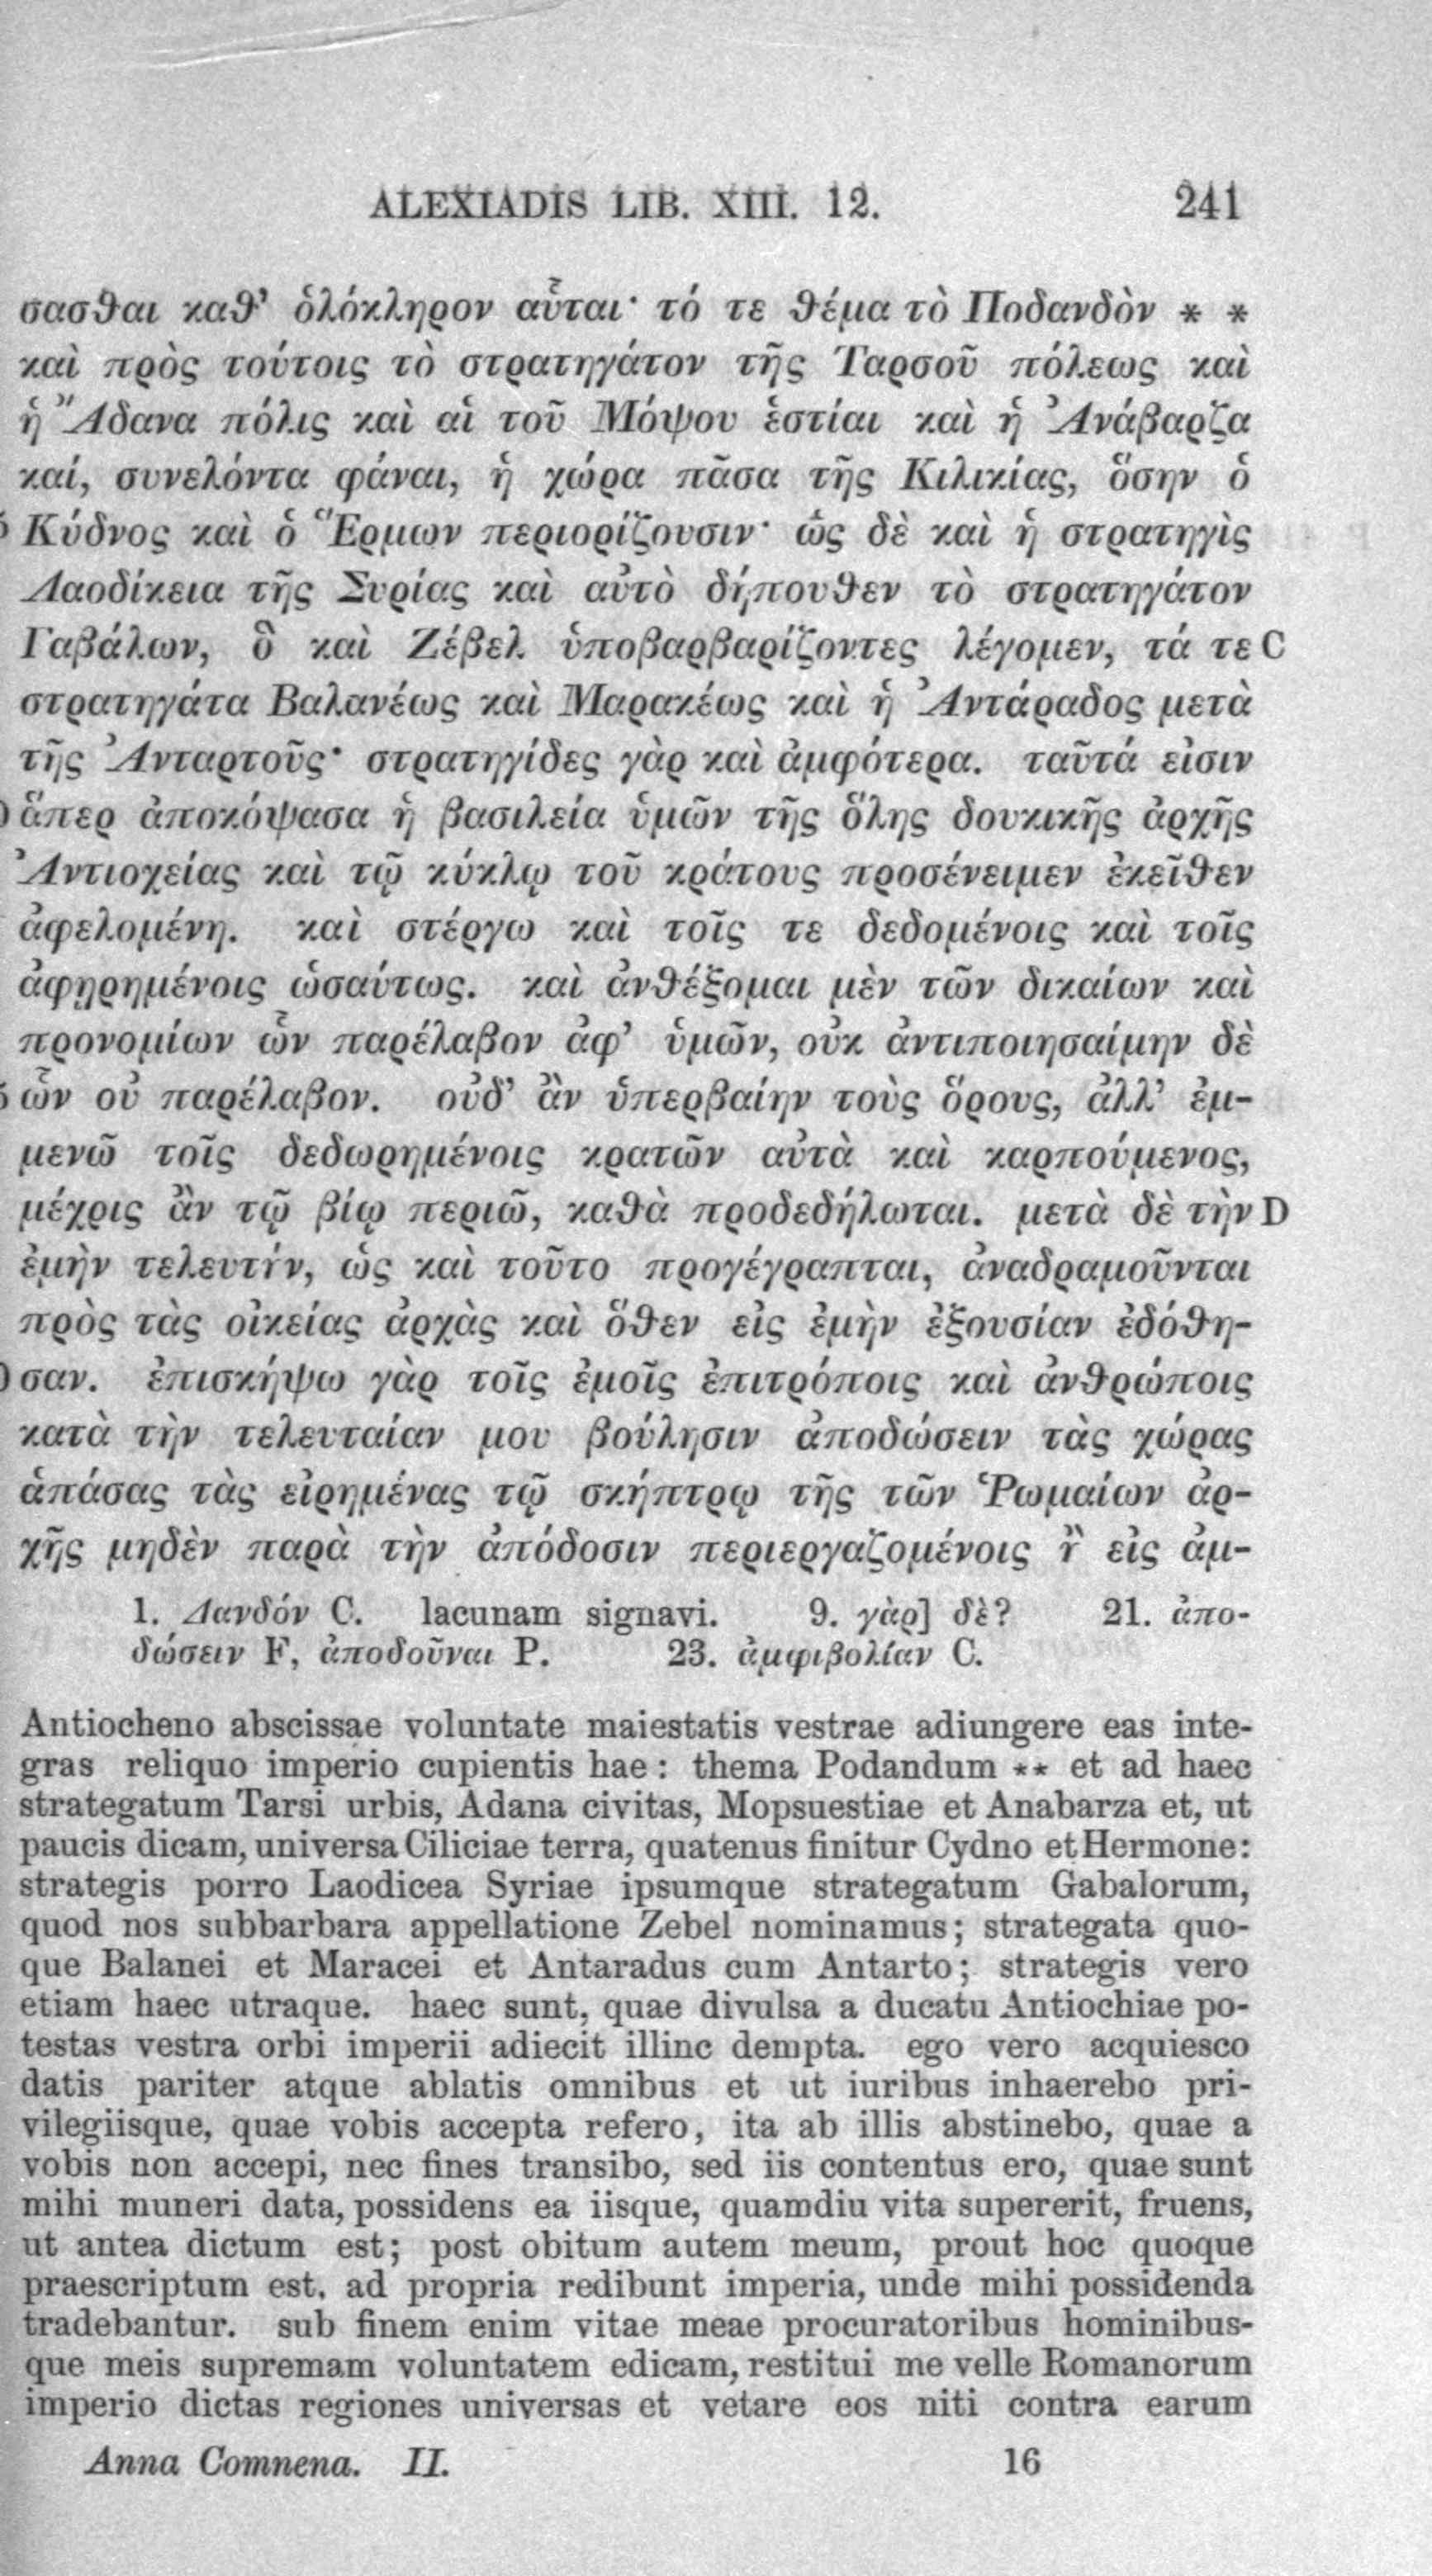 ALEXIADIS LIB. XIII. 12. 241
σασθαι καθ’ ὁλόκληρον αὗται· τό τε θέμα τὸ Ποδανδὸν * *
καὶ πρὸς τούτοις τὸ στρατηγάτον τῆς Ταρσοῦ πόλεως καὶ
ἡ Ἄδανα πόλις καὶ αἱ τοῦ Μόψου ἑστίαι καὶ ἡ Ἀνάβαρζα
καί, συνελόντα φάναι, ἡ χώρα πᾶσα τῆς Κιλικίας, ὅσην ὁ
Κύδνος καὶ ὁ Ἕρμων περιορίζουσιν· ὡς δὲ καὶ ἡ στρατηγὶς
Λαοδίκεια τῆς Συρίας καὶ αὐτὸ δήπουθεν τὸ στρατηγάτον
Γαβάλων, ὃ καὶ Ζέβελ ὑποβαρβαρίζοντες λέγομεν, τά τε C
στρατηγάτα Βαλανέως καὶ Μαρακέως καὶ ἡ Ἀντάραδος μετὰ
τῆς Ἀνταρτοῦς· στρατηγίδες γὰρ καὶ ἀμφότερα. ταῦτά εἰσιν
ἅπερ ἀποκόψασα ἡ βασιλεία ὑμῶν τῆς ὅλης δουκικῆς ἀρχῆς
Ἀντιοχείας καὶ τῷ κύκλῳ τοῦ κράτους προσένειμεν ἐκεῖθεν
ἀφελομένη. καὶ στέργω καὶ τοῖς τε δεδομένοις καὶ τοῖς
ἀφῃρημένοις ὡσαύτως. καὶ ἀνθέξομαι μὲν τῶν δικαίων καὶ
προνομίων ὧν παρέλαβον ἀφ’ ὑμῶν, οὐκ ἀντιποιησαίμην δὲ
ὧν οὐ παρέλαβον. οὐδ’ ἂν ὑπερβαίην τοὺς ὅρους, ἀλλ’ ἐμ-
μενῶ τοῖς δεδωρημένοις κρατῶν αὐτὰ καὶ καρπούμενος,
μέχρις ἂν τῷ βίῳ περιῶ, καθὰ προδεδήλωται. μετὰ δὲ τὴν D
ἐμὴν τελευτήν, ὡς καὶ τοῦτο προγέγραπται, ἀναδραμοῦνται
πρὸς τὰς οἰκείας ἀρχὰς καὶ ὅθεν εἰς ἐμὴν ἐξουσίαν ἐδόθη-
σαν. ἐπισκήψω γὰρ τοῖς ἐμοῖς ἐπιτρόποις καὶ ἀνθρώποις
κατὰ τὴν τελευταίαν μου βούλησιν ἀποδώσειν τὰς χώρας
ἁπάσας τὰς εἰρημένας τῷ σκήπτρῳ τῆς τῶν Ῥωμαίων ἀρ-
χῆς μηδὲν παρὰ τὴν ἀπόδοσιν περιεργαζομένοις ἢ εἰς ἀμ-
1. Λανδόν C. lacunam signavi. 9. γὰρ] δὲ? 21. ἀπο-
δώσειν F, ἀποδοῦναι P. 23. ἀμφιβολίαν C.
Antiocheno abscissae voluntate maiestatis vestrae adiungere eas inte-
gras reliquo imperio cupientis hae: thema Podandum ** et ad haec
strategatum Tarsi urbis, Adana civitas, Mopsuestiae et Anabarza et, ut
paucis dicam, universa Ciliciae terra, quatenus finitur Cydno et Hermone:
strategis porro Laodicea Syriae ipsumque strategatum Gabalorum,
quod nos subbarbara appellatione Zebel nominamus; strategata quo-
que Balanei et Maracei et Antaradus cum Antarto; strategis vero
etiam haec utraque. haec sunt, quae divulsa a ducatu Antiochiae po-
testas vestra orbi imperii adiecit illinc dempta. ego vero acquiesco
datis pariter atque ablatis omnibus et ut iuribus inhaerebo pri-
vilegiisque, quae vobis accepta refero, ita ab illis abstinebo, quae a
vobis non accepi, nec fines transibo, sed iis contentus ero, quae sunt
mihi muneri data, possidens ea iisque, quamdiu vita supererit, fruens,
ut antea dictum est; post obitum autem meum, prout hoc quoque
praescriptum est, ad propria redibunt imperia, unde mihi possidenda
tradebantur. sub finem enim vitae meae procuratoribus hominibus-
que meis supremam voluntatem edicam, restitui me velle Romanorum
imperio dictas regiones universas et vetare eos niti contra earum
Anna Comnena. II. 16